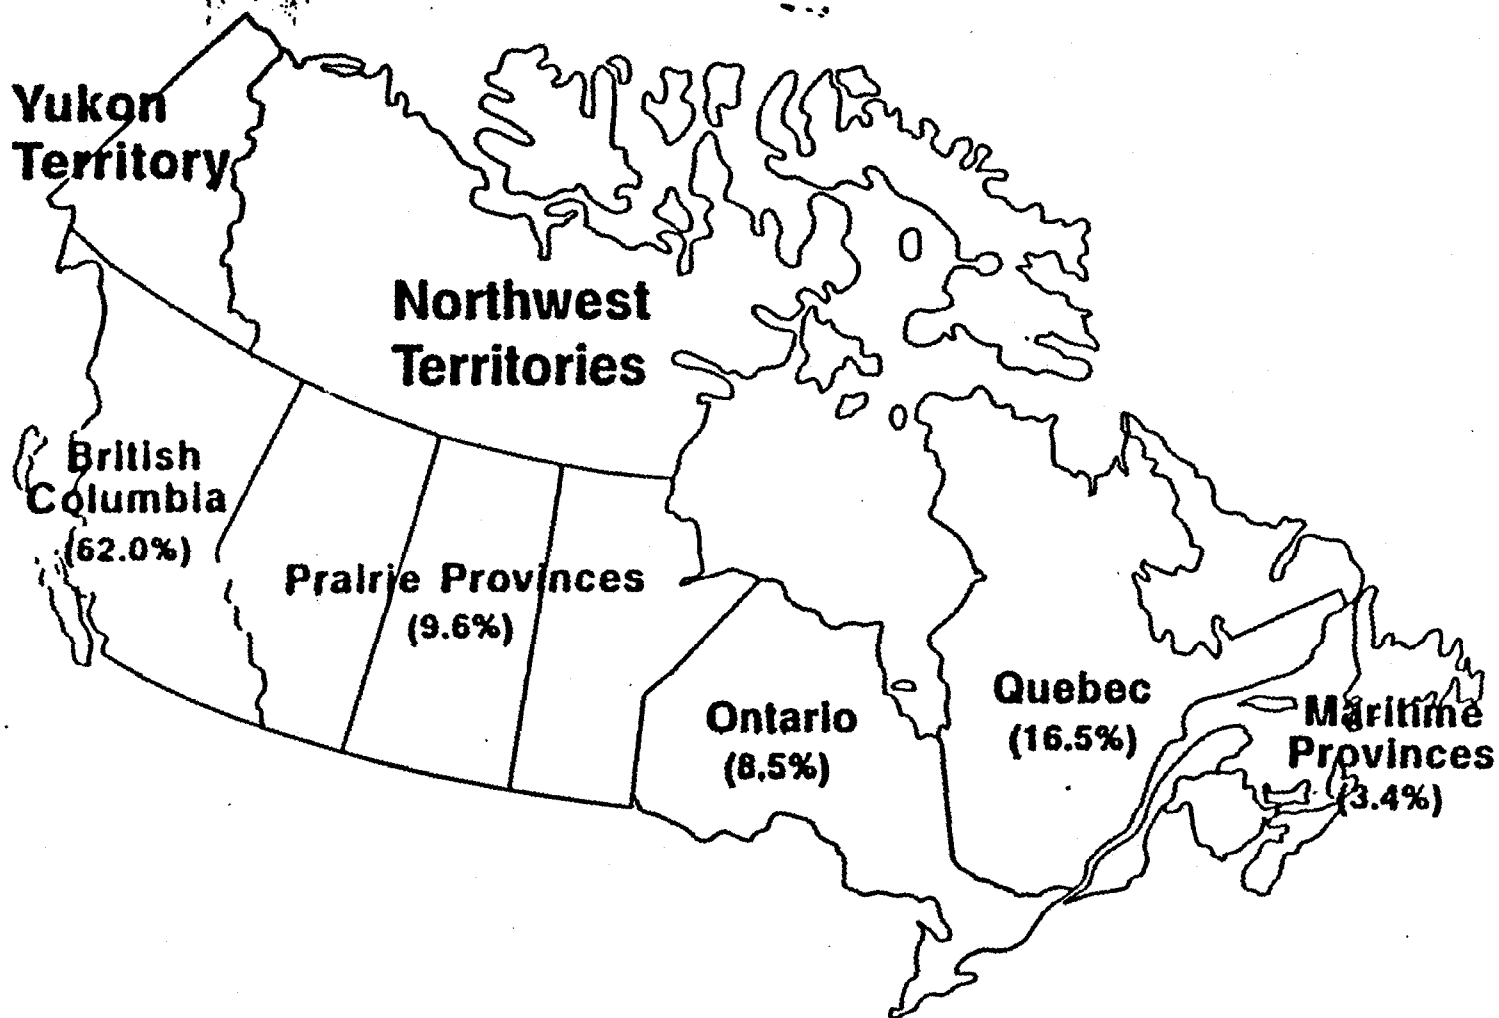 Yukon
Territory
Northwest
Territories
British
Columbia
(62.0%)
Prairie Provinces
(9.6%)
Ontario
(8.5%)
Quebec
(16.5%)
Maritime
Provinces
(3.4%)